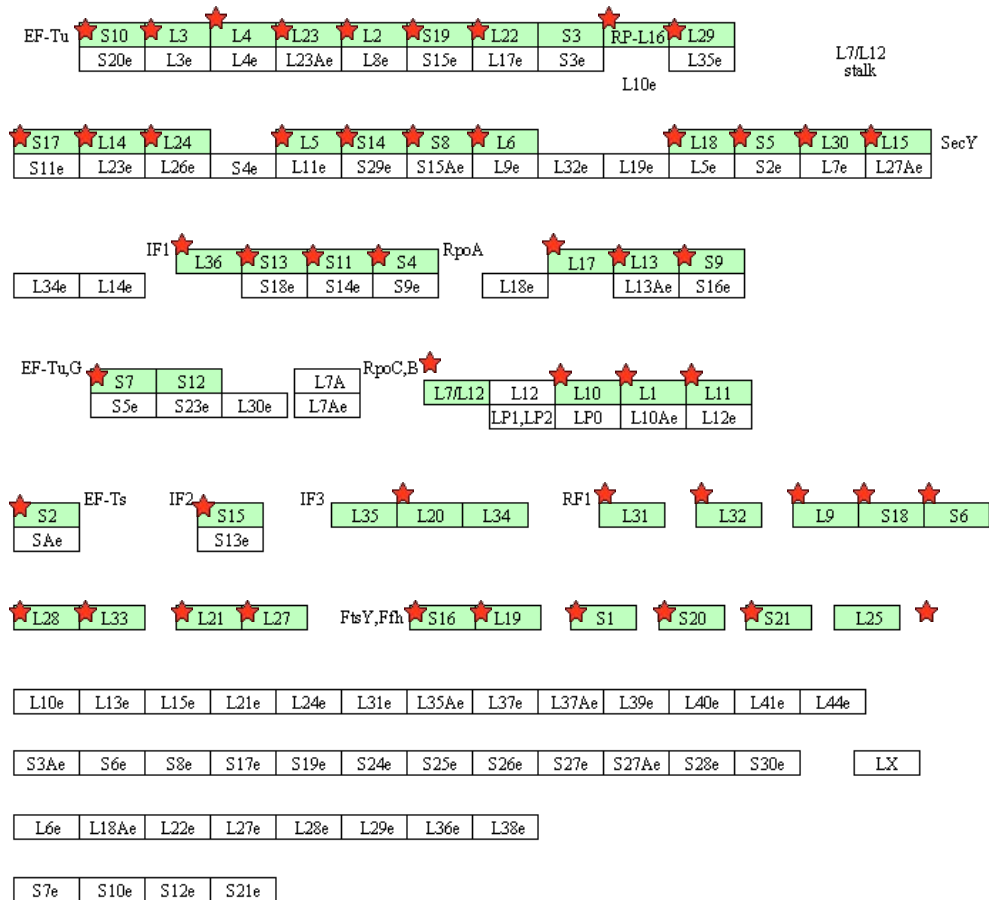 EF-Tu S10 L3 L4 L23 L2 S19 L22 S3 RP-L16 L29
S20e L3e L4e L23Ae L8e S15e L17e S3e L35e
L7/L12
stalk
L10e
S17 L14 L24 L5 S14 S8 L6 L18 S5 L30 L15 SecY
S11e L23e L26e S4e L11e S29e S15Ae L9e L32e L19e L5e S2e L7e L27Ae
IF1 L36 S13 S11 S4 RpoA L17 L13 S9
L34e L14e S18e S14e S9e L18e L13Ae S16e
EF-Tu,G S7 S12 L7A RpoC,B L7/L12 L12 L10 L1 L11
S5e S23e L30e L7Ae LP1,LP2 LP0 L10Ae L12e
S2 EF-Ts IF2 S15 IF3 L35 L20 L34 RF1 L31 L32 L9 S18 S6
SAe S13e
L28 L33 L21 L27 FtsY,Ffh S16 L19 S1 S20 S21 L25
L10e L13e L15e L21e L24e L31e L35Ae L37e L37Ae L39e L40e L41e L44e
S3Ae S6e S8e S17e S19e S24e S25e S26e S27e S27Ae S28e S30e LX
L6e L18Ae L22e L27e L28e L29e L36e L38e
S7e S10e S12e S21e